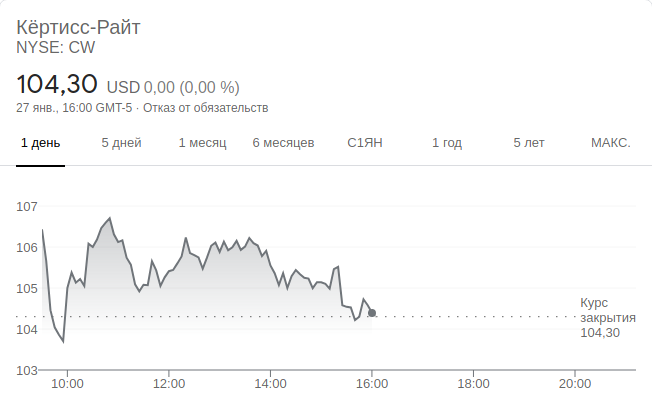 Кёртисс-Райт
NYSE: CW
104,30 USD 0,00 (0,00 %)
27 янв., 16:00 GMT-5 · Отказ от обязательств
1 день 5 дней 1 месяц 6 месяцев С1ЯН 1 год 5 лет МАКС.
107
106
105
Курс
закрытия
104,30
104
103
10:00 12:00 14:00 16:00 18:00 20:00